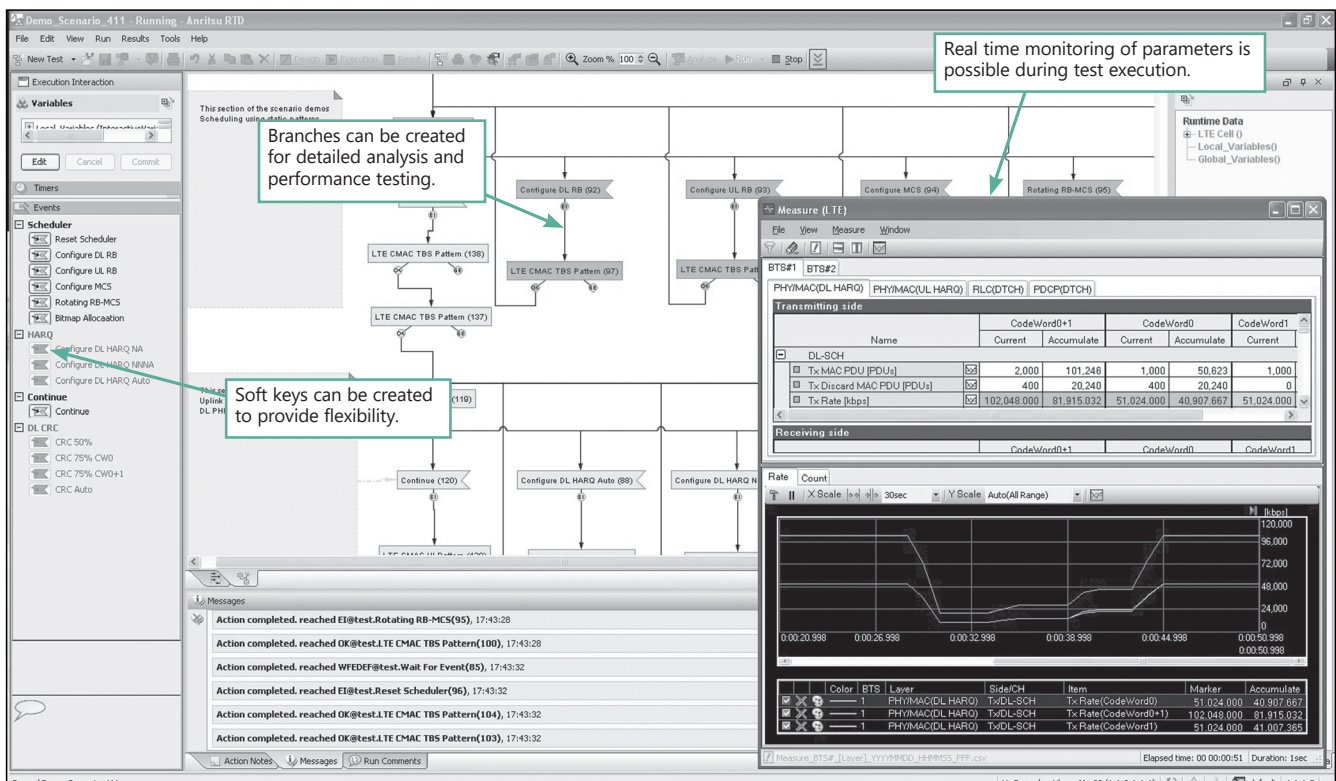 Demo_Scenario_411 - Running - Anritsu RTD
File Edit View Run Results Tools Help
New Test Design Execution Results Zoom % 100 Analyze Run Stop
Real time monitoring of parameters is
possible during test execution.
Execution Interaction
Variables
Edit Cancel Commit
Timers
Events
Scheduler
Reset Scheduler
Configure DL RB
Configure UL RB
Configure MCS
Rotating RB-MCS
Bitmap Allocaation
HARQ
Configure DL HARQ NA
Configure DL HARQ NNNA
Configure DL HARQ Auto
Continue
Continue
DL CRC
CRC 50%
CRC 75% CW0
CRC 75% CW0+1
CRC Auto
This section of the scenario demos
Scheduling using static patterns
Branches can be created
for detailed analysis and
performance testing.
Soft keys can be created
to provide flexibility.
Configure DL RB (92)
Configure UL RB (93)
Configure MCS (94)
Rotating RB-MCS (95)
LTE CMAC TBS Pattern (138)
LTE CMAC TBS Pattern (97)
LTE CMAC TBS Pat
LTE CMAC TBS Pattern (137)
(119)
Continue (120)
Configure DL HARQ Auto (88)
Configure DL HARQ N
Runtime Data
LTE Cell ()
Local_Variables()
Global_Variables()
Measure (LTE)
File View Measure Window
BTS#1 BTS#2
PHY/MAC(DL HARQ) PHY/MAC(UL HARQ) RLC(DTCH) PDCP(DTCH)
Transmitting side
CodeWord0+1 CodeWord0 CodeWord1
Name Current Accumulate Current Accumulate Current
DL-SCH
Tx MAC PDU [PDUs] 2,000 101,246 1,000 50,623 1,000
Tx Discard MAC PDU [PDUs] 400 20,240 400 20,240 0
Tx Rate [kbps] 102,048.000 81,915.032 51,024.000 40,907.667 51,024.000
Receiving side
CodeWord0+1 CodeWord0 CodeWord1
Rate Count
X Scale 30sec Y Scale Auto(All Range)
[kbps]
120,000
96,000
72,000
48,000
24,000
0
0:00:20.998 0:00:26.998 0:00:32.998 0:00:38.998 0:00:44.998 0:00:50.998
0:00:50.998
Color BTS Layer Side/CH Item Marker Accumulate
1 PHY/MAC(DL HARQ) Tx/DL-SCH Tx Rate(CodeWord0) 51,024.000 40,907.667
1 PHY/MAC(DL HARQ) Tx/DL-SCH Tx Rate(CodeWord0+1) 102,048.000 81,915.032
1 PHY/MAC(DL HARQ) Tx/DL-SCH Tx Rate(CodeWord1) 51,024.000 41,007.365
Measure_BTS#_[Layer]_YYYYMMDD_HHMMSS_FFF.csv Elapsed time: 00 00:00:51 Duration: 1sec
Messages
Action completed. reached EI@test.Rotating RB-MCS(95), 17:43:28
Action completed. reached OK@test.LTE CMAC TBS Pattern(100), 17:43:28
Action completed. reached WFEDEF@test.Wait For Event(85), 17:43:32
Action completed. reached EI@test.Reset Scheduler(96), 17:43:32
Action completed. reached OK@test.LTE CMAC TBS Pattern(104), 17:43:32
Action completed. reached OK@test.LTE CMAC TBS Pattern(103), 17:43:32
Action Notes Messages Run Comments